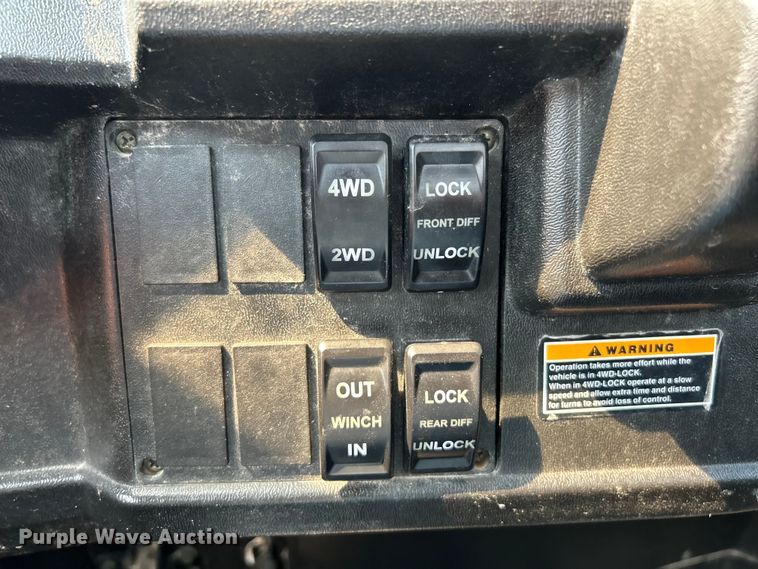 4WD
2WD
LOCK
FRONT DIFF
UNLOCK
OUT
WINCH
IN
LOCK
REAR DIFF
UNLOCK
WARNING
Operation takes more effort while the
vehicle is in 4WD-LOCK.
When in 4WD-LOCK operate at a slow
speed and allow extra time and distance
for turns to avoid loss of control.
Purple Wave Auction